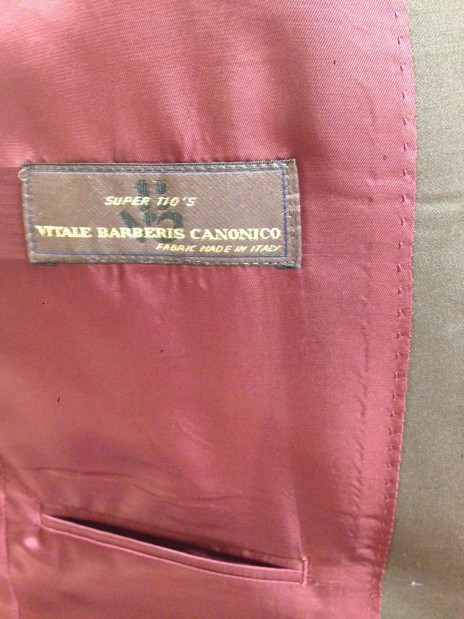 SUPER 110'S
VITALE BARBERIS CANONICO
FABRIC MADE IN ITALY